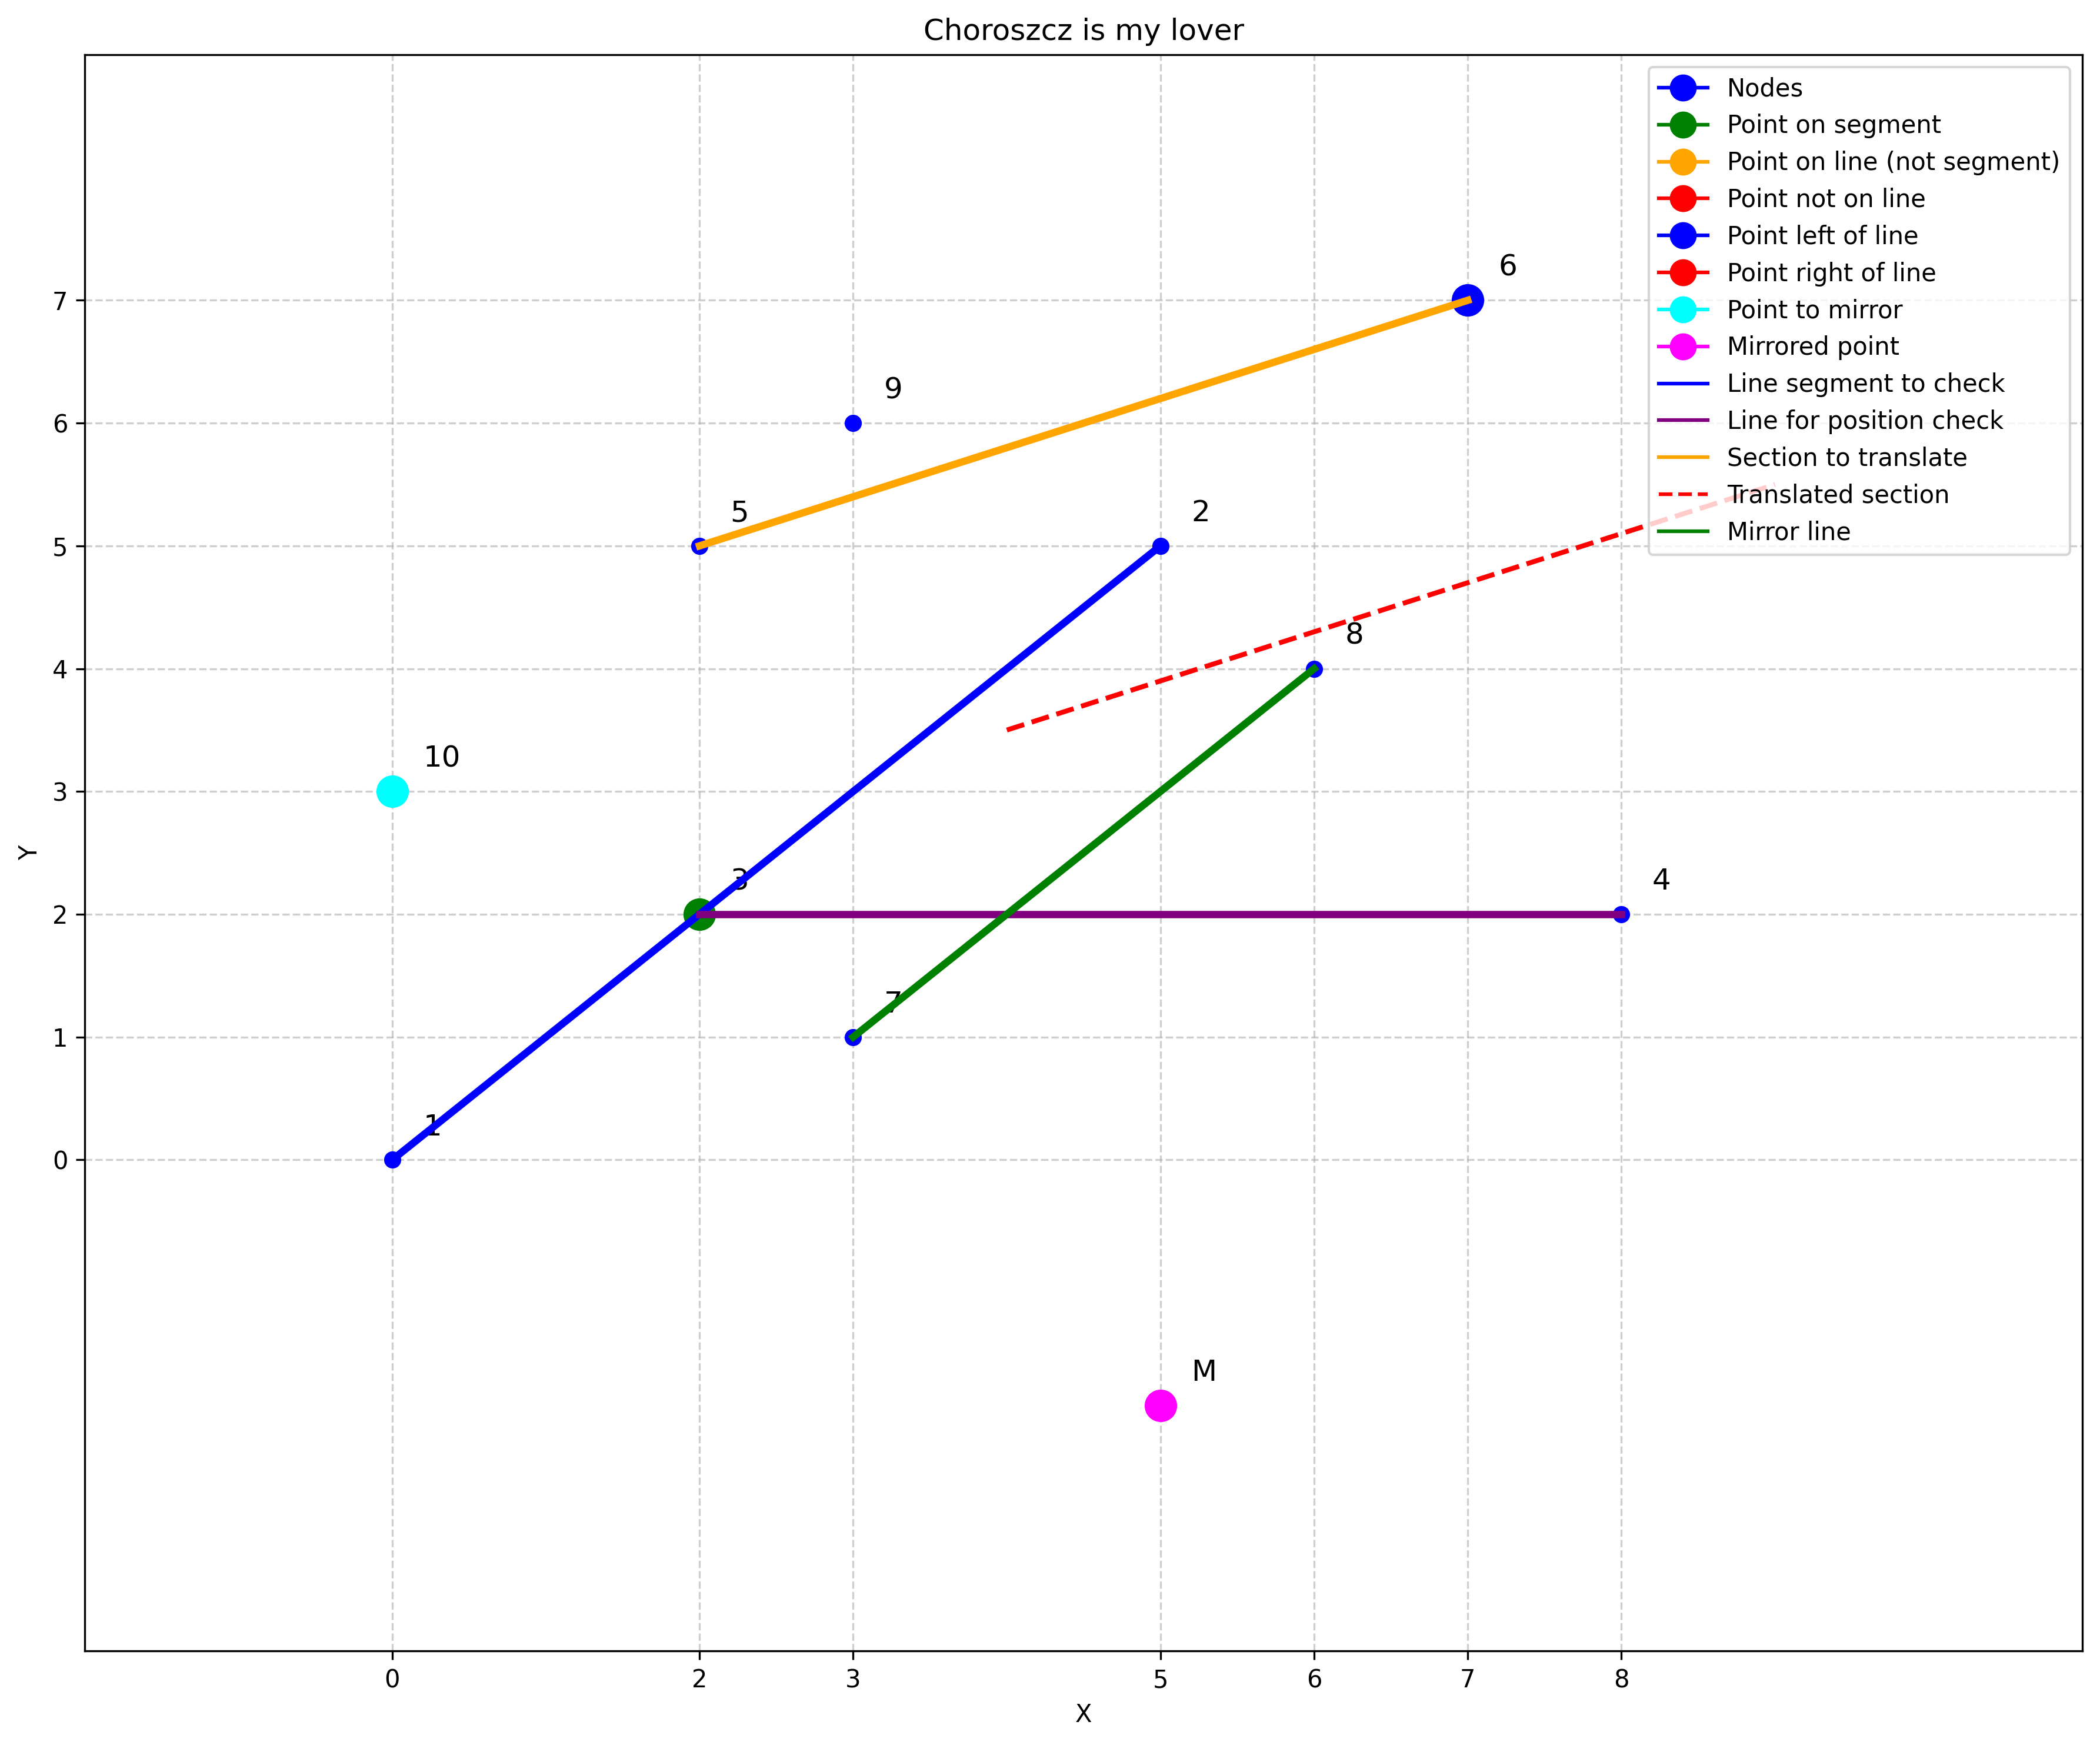 Choroszcz is my lover
Nodes
Point on segment
Point on line (not segment)
Point not on line
Point left of line
Point right of line
Point to mirror
Mirrored point
Line segment to check
Line for position check
Section to translate
Translated section
Mirror line
6
9
5
2
8
10
3
4
7
1
M
7
6
5
4
3
2
1
0
Y
0 2 3 5 6 7 8
X